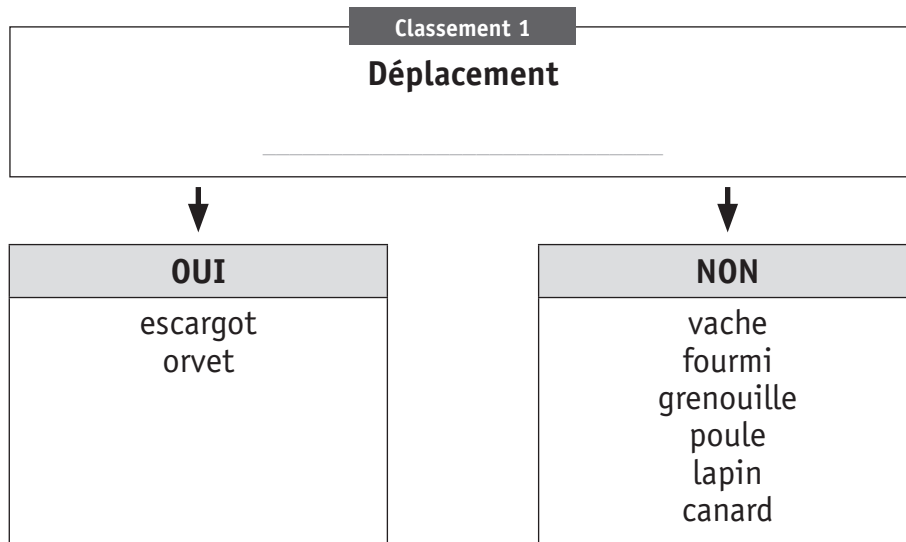 Classement 1
Déplacement
OUI
escargot
orvet
NON
vache
fourmi
grenouille
poule
lapin
canard